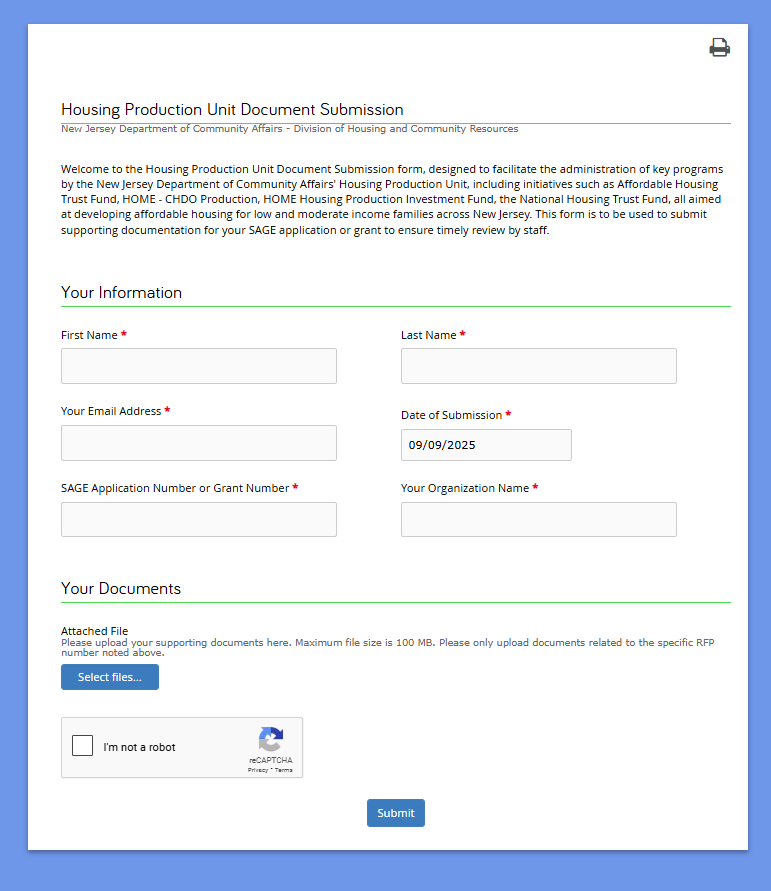 Housing Production Unit Document Submission
New Jersey Department of Community Affairs - Division of Housing and Community Resources
Welcome to the Housing Production Unit Document Submission form, designed to facilitate the administration of key programs
by the New Jersey Department of Community Affairs' Housing Production Unit, including initiatives such as Affordable Housing
Trust Fund, HOME - CHDO Production, HOME Housing Production Investment Fund, the National Housing Trust Fund, all aimed
at developing affordable housing for low and moderate income families across New Jersey. This form is to be used to submit
supporting documentation for your SAGE application or grant to ensure timely review by staff.
Your Information
First Name *
Last Name *
Your Email Address *
Date of Submission *
09/09/2025
SAGE Application Number or Grant Number *
Your Organization Name *
Your Documents
Attached File
Please upload your supporting documents here. Maximum file size is 100 MB. Please only upload documents related to the specific RFP
number noted above.
Select files...
I'm not a robot
reCAPTCHA
Privacy - Terms
Submit